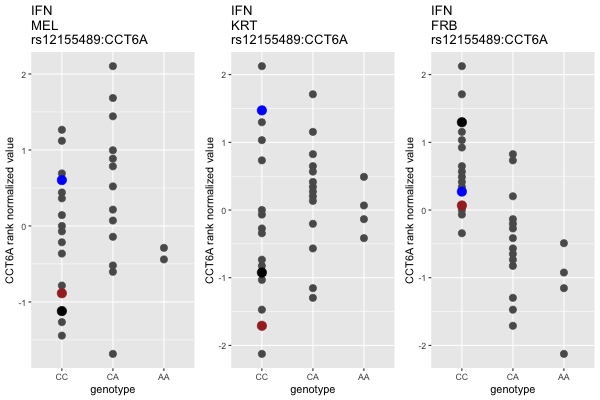 IFN
MEL
rs12155489:CCT6A
CCT6A rank normalized value
2
1
0
-1
CC
CA
AA
genotype
IFN
KRT
rs12155489:CCT6A
CCT6A rank normalized value
2
1
0
-1
-2
CC
CA
AA
genotype
IFN
FRB
rs12155489:CCT6A
CCT6A rank normalized value
2
1
0
-1
-2
CC
CA
AA
genotype